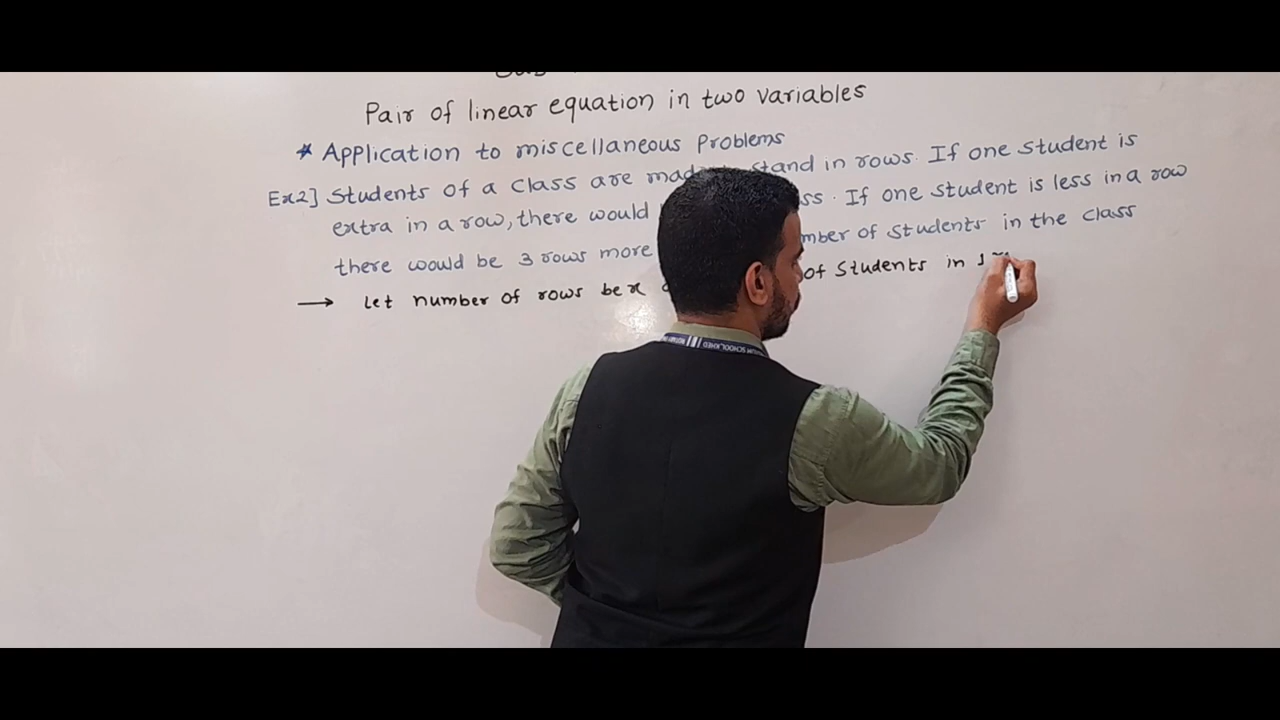 Pair of linear equation in two variables
* Application to miscellaneous Problems
Ex2] Students of a class are made stand in rows. If one student is
extra in a row, there would ss. If one student is less in a row
there would be 3 rows more mber of students in the class
→ Let number of rows be x of Students in 1